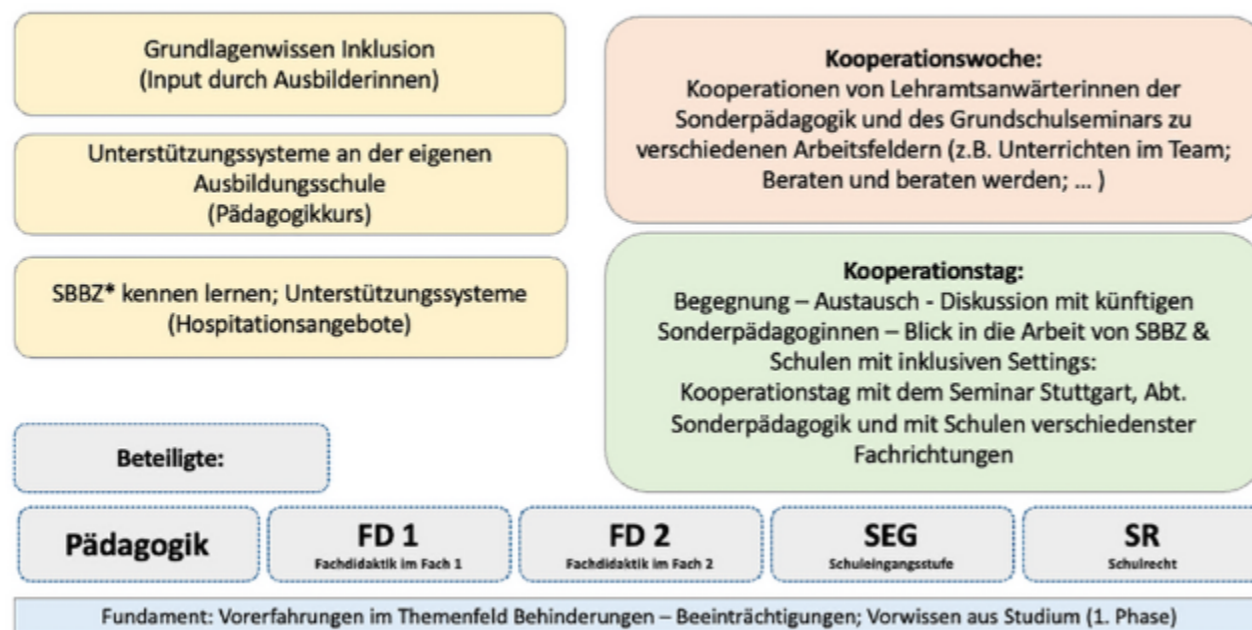 Grundlagenwissen Inklusion
(Input durch Ausbilderinnen)
Unterstützungssysteme an der eigenen
Ausbildungsschule
(Pädagogikkurs)
SBBZ* kennen lernen; Unterstützungssysteme
(Hospitationsangebote)
Kooperationswoche:
Kooperationen von Lehramtsanwärterinnen der
Sonderpädagogik und des Grundschulseminars zu
verschiedenen Arbeitsfeldern (z.B. Unterrichten im Team;
Beraten und beraten werden; ... )
Kooperationstag:
Begegnung – Austausch - Diskussion mit künftigen
Sonderpädagoginnen – Blick in die Arbeit von SBBZ &
Schulen mit inklusiven Settings:
Kooperationstag mit dem Seminar Stuttgart, Abt.
Sonderpädagogik und mit Schulen verschiedenster
Fachrichtungen
Beteiligte:
Pädagogik
FD 1
Fachdidaktik im Fach 1
FD 2
Fachdidaktik im Fach 2
SEG
Schuleingangsstufe
SR
Schulrecht
Fundament: Vorerfahrungen im Themenfeld Behinderungen – Beeinträchtigungen; Vorwissen aus Studium (1. Phase)